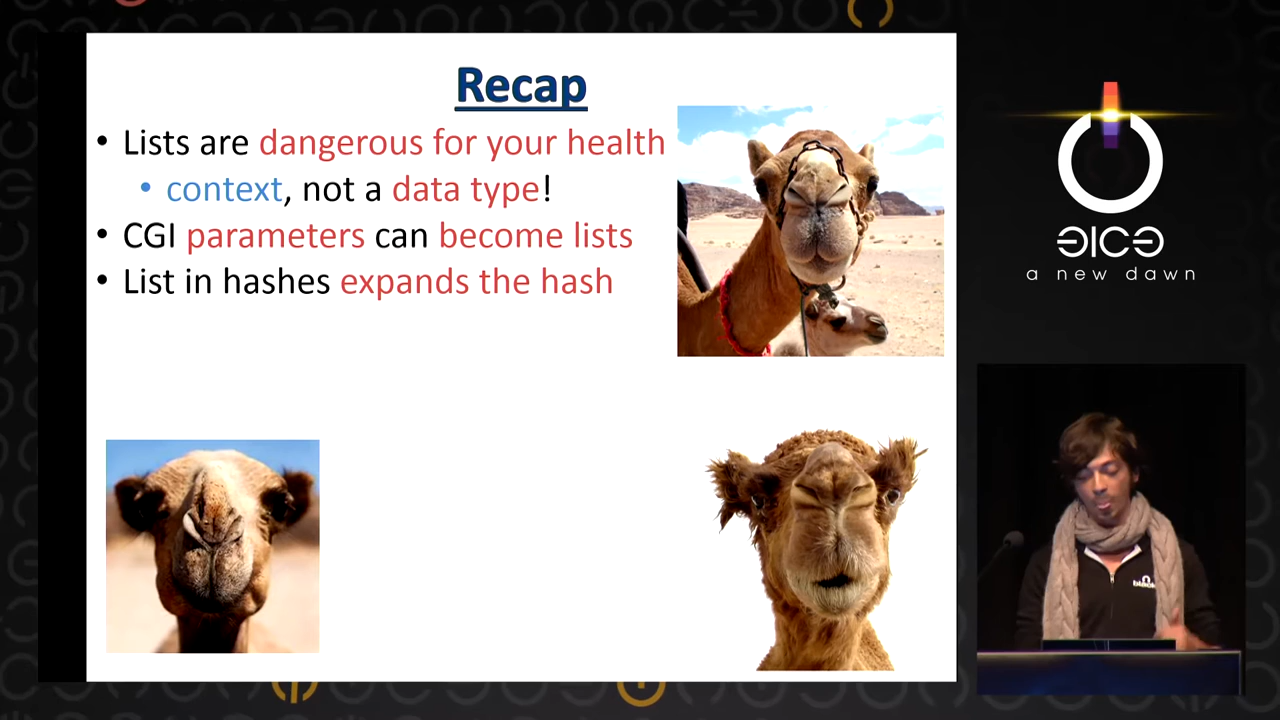 Recap
• Lists are dangerous for your health
• context, not a data type!
• CGI parameters can become lists
• List in hashes expands the hash
a new dawn